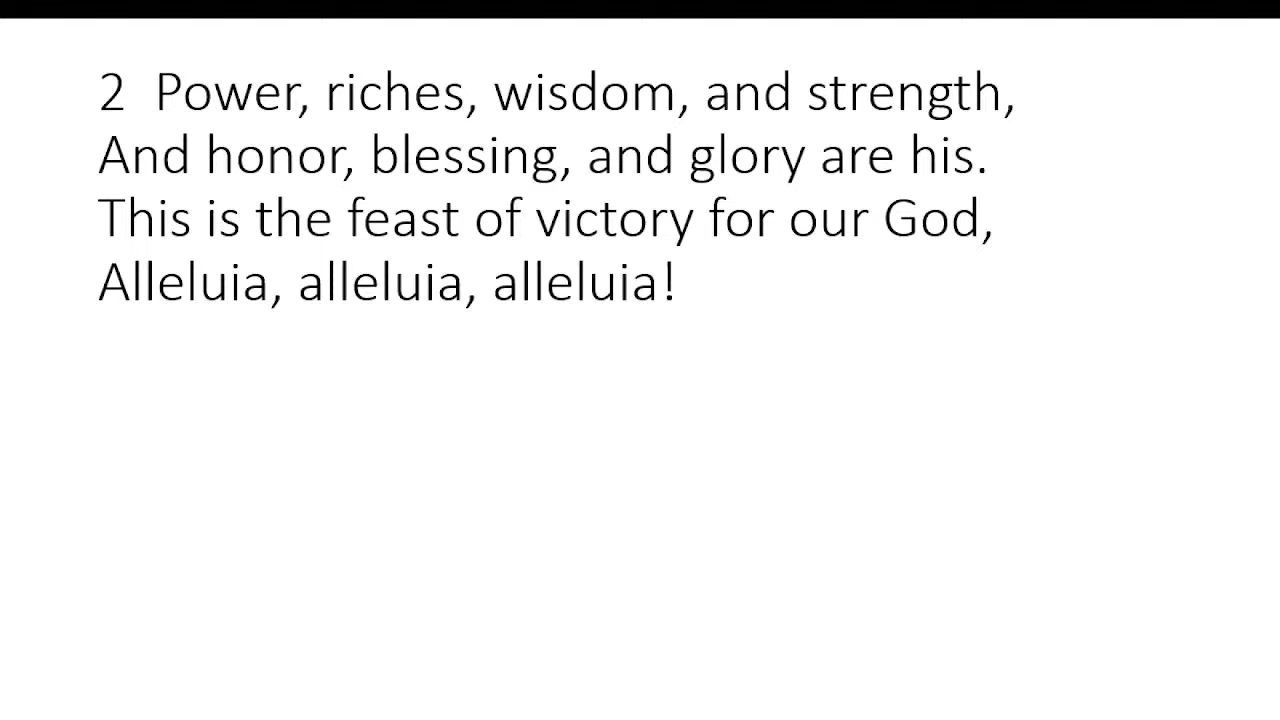 2  Power, riches, wisdom, and strength,
And honor, blessing, and glory are his.
This is the feast of victory for our God,
Alleluia, alleluia, alleluia!